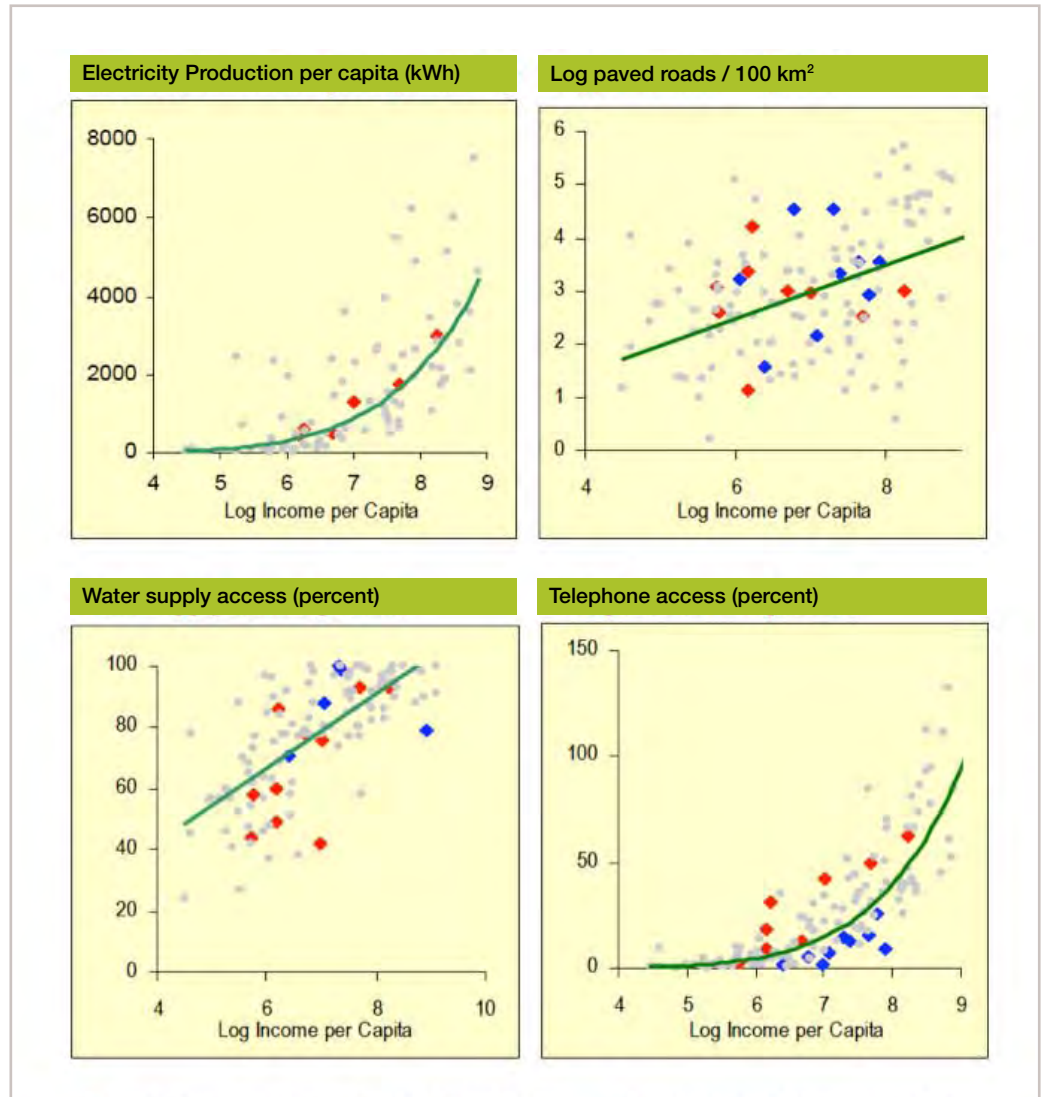 Electricity Production per capita (kWh)
8000
6000
4000
2000
0
4 5 6 7 8 9
Log Income per Capita
Log paved roads / 100 km²
6
5
4
3
2
1
0
4 6 8
Log Income per Capita
Water supply access (percent)
100
80
60
40
20
0
4 6 8 10
Log Income per Capita
Telephone access (percent)
150
100
50
0
4 5 6 7 8 9
Log Income per Capita